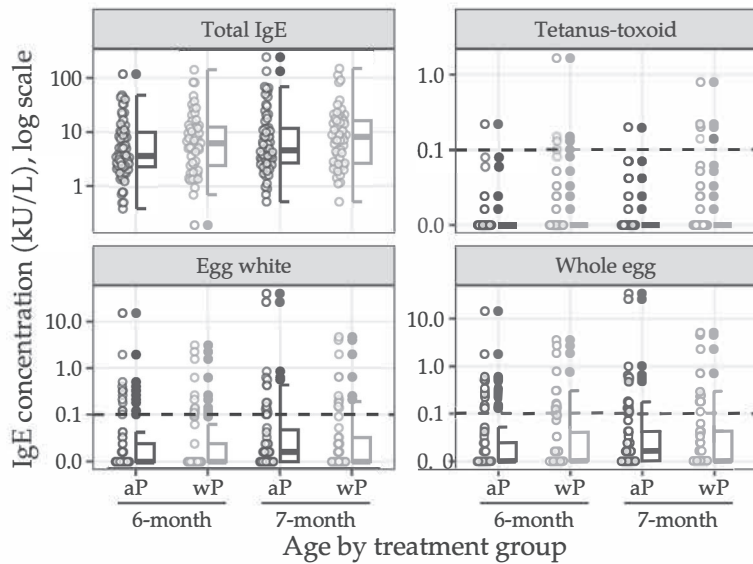 IgE concentration (kU/L), log scale
Total IgE
Tetanus-toxoid
100
10
1
1.0
0.1
0.0
Egg white
Whole egg
10.0
1.0
0.1
0.0
10.0
1.0
0.1
0.0
aP wP aP wP
aP wP aP wP
6-month 7-month
6-month 7-month
Age by treatment group